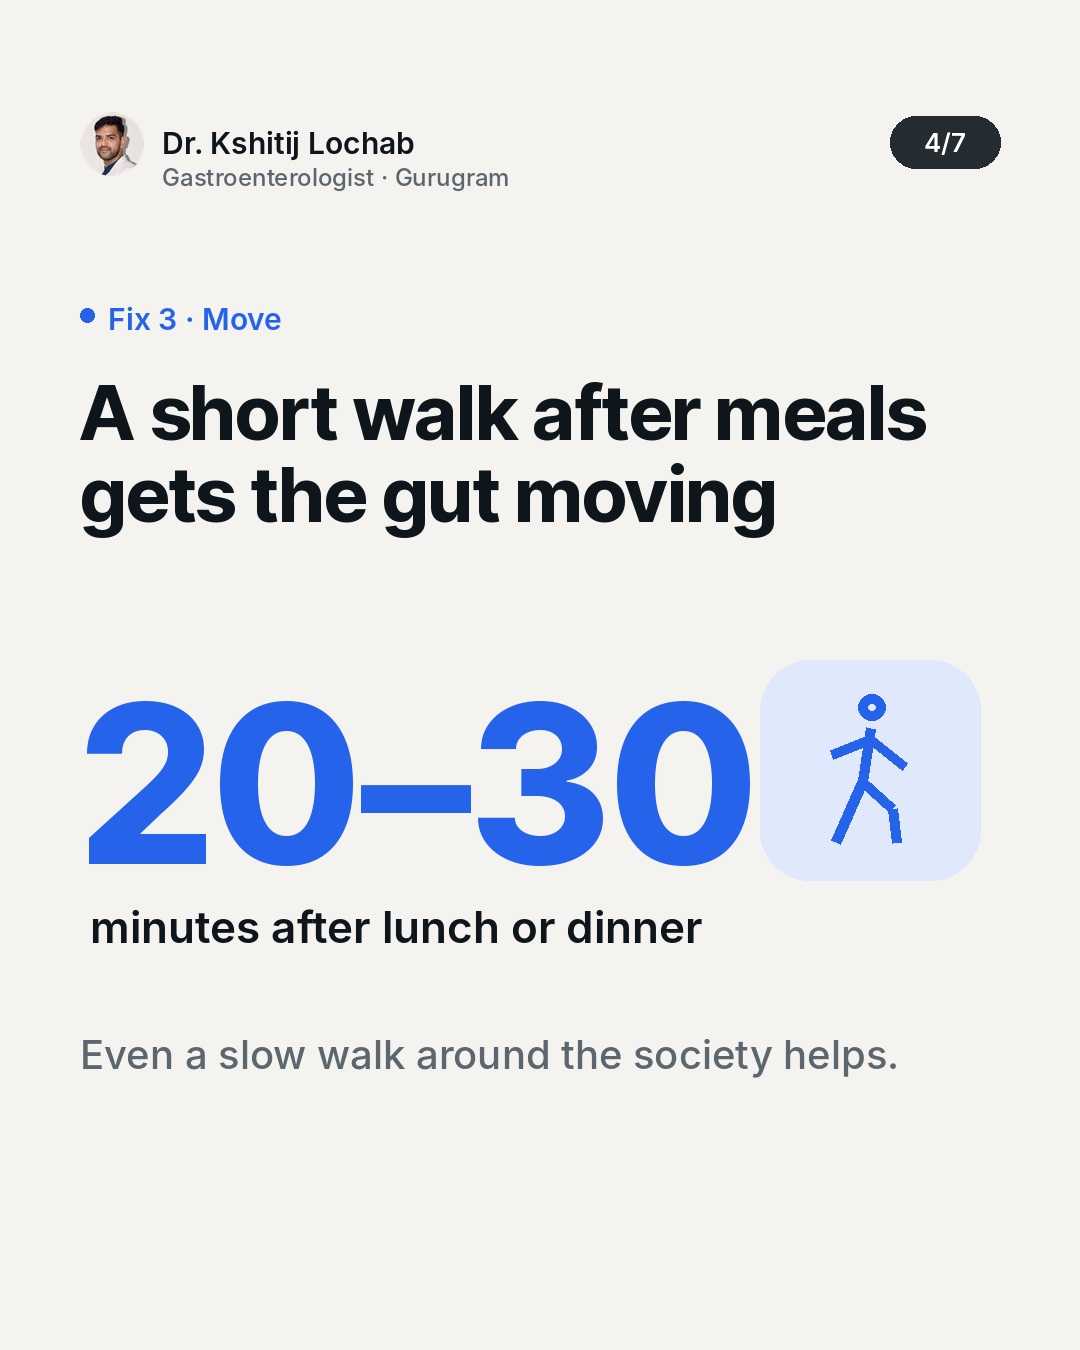 Dr. Kshitij Lochab
Gastroenterologist · Gurugram
4/7
Fix 3 · Move
A short walk after meals
gets the gut moving
20–30
minutes after lunch or dinner
Even a slow walk around the society helps.